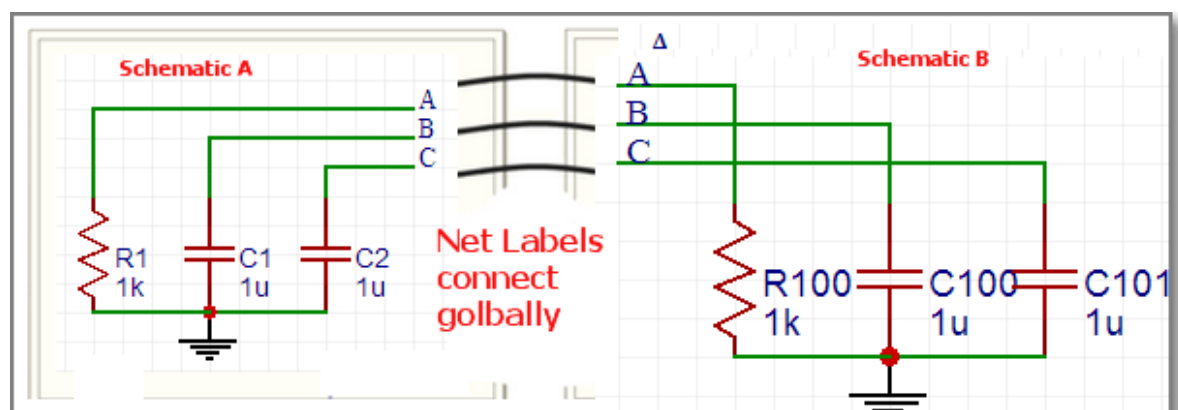 Schematic A
A
B
C
R1
1k
C1
1u
C2
1u
Net Labels
connect
golbally
Δ
Schematic B
A
B
C
R100
1k
C100
1u
C101
1u